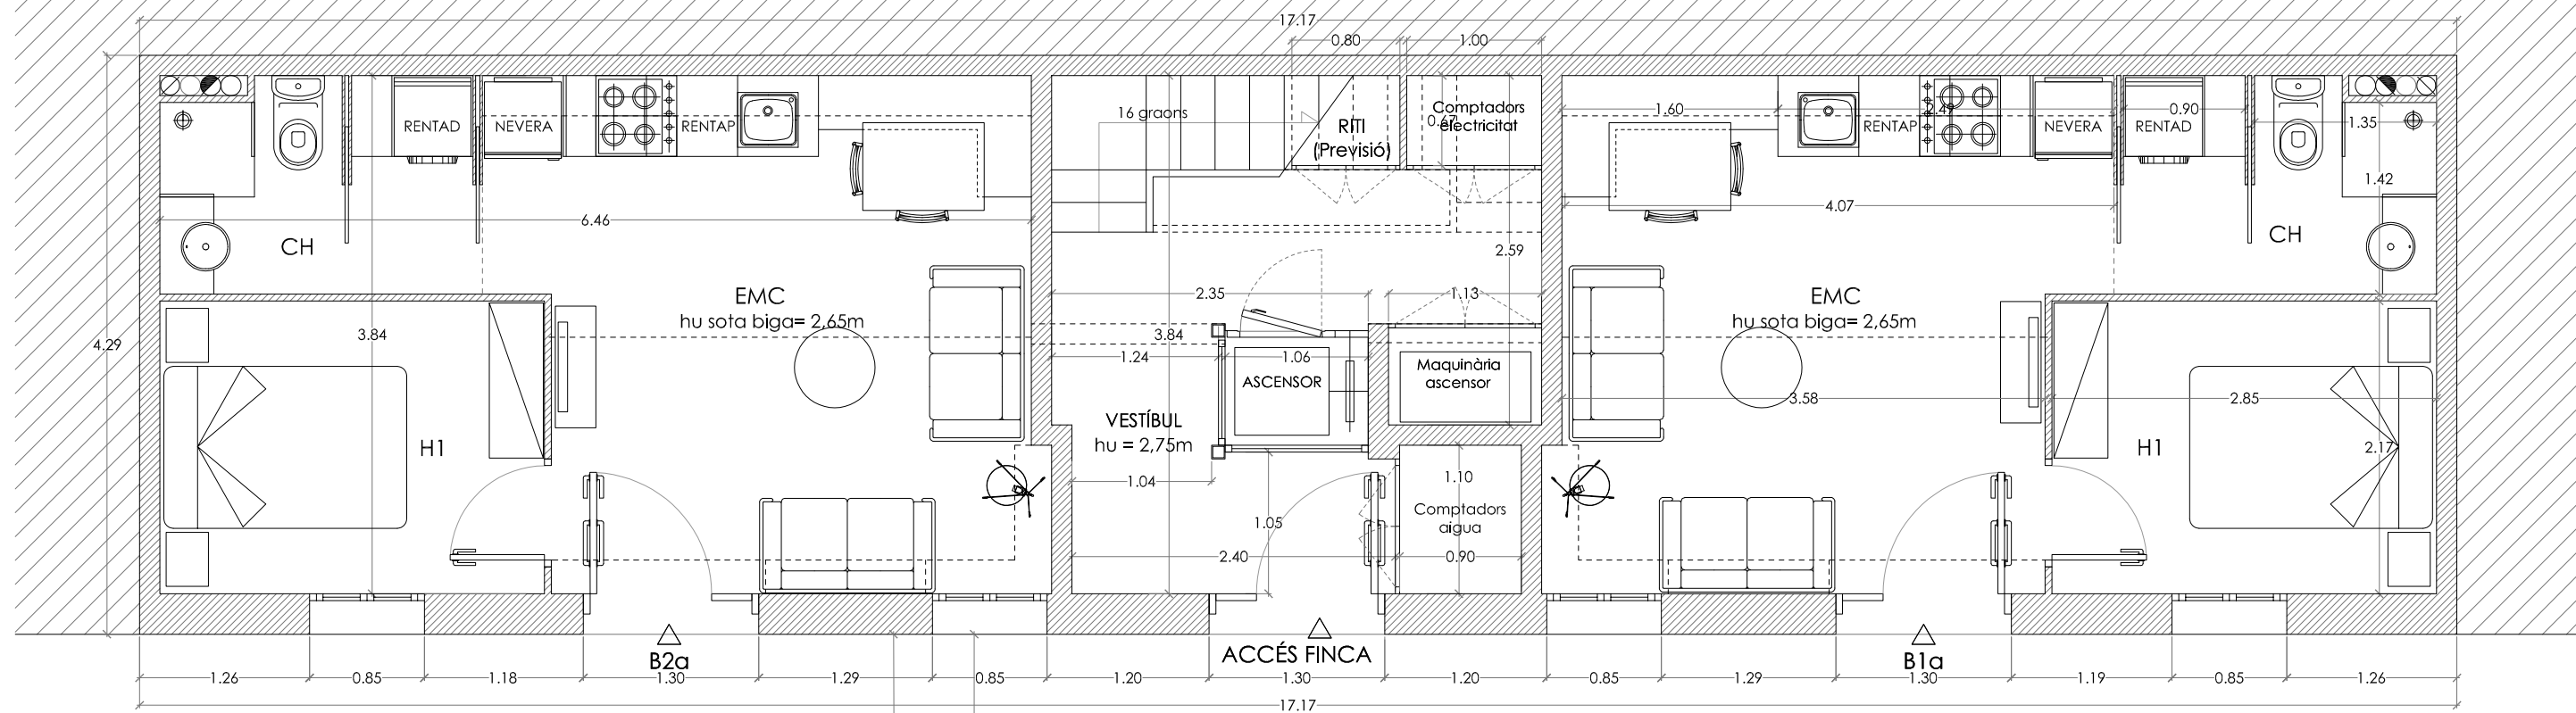 17.17
0.80
1.00
RENTAD
NEVERA
RENTAP
16 graons
RITI
(Previsió)
Comptadors
electricitat
0.67
1.60
RENTAP
NEVERA
0.90
RENTAD
1.35
1.42
6.46
4.07
CH
2.59
CH
EMC
hu sota biga= 2,65m
2.35
1.13
EMC
hu sota biga= 2,65m
4.29
3.84
3.84
1.24
1.06
ASCENSOR
Maquinària
ascensor
3.58
2.85
VESTÍBUL
hu = 2,75m
H1
H1
2.17
1.04
1.10
Comptadors
aigua
1.05
2.40
0.90
B2a
ACCÉS FINCA
B1a
1.26
0.85
1.18
1.30
1.29
0.85
1.20
1.30
1.20
0.85
1.29
1.30
1.19
0.85
1.26
17.17